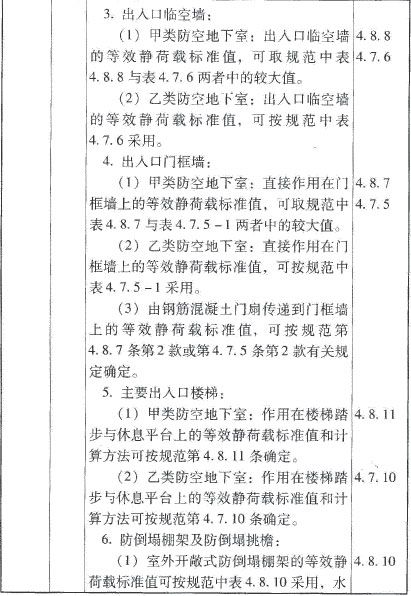 3. 出入口临空墙：
（1）甲类防空地下室：出入口临空墙 4.8.8
的等效静荷载标准值，可取规范中表 4.7.6
4.8.8与表4.7.6两者中的较大值。
（2）乙类防空地下室：出入口临空墙
的等效静荷载标准值，可按规范中表
4.7.6采用。
4. 出入口门框墙：
（1）甲类防空地下室：直接作用在门 4.8.7
框墙上的等效静荷载标准值，可取规范中 4.7.5
表4.8.7与表4.7.5-1两者中的较大值。
（2）乙类防空地下室：直接作用在门
框墙上的等效静荷载标准值，可按规范中
表4.7.5-1采用。
（3）由钢筋混凝土门扇传递到门框墙
上的等效静荷载标准值，可按规范第
4.8.7条第2款或第4.7.5条第2款有关规
定确定。
5. 主要出入口楼梯：
（1）甲类防空地下室：作用在楼梯踏 4.8.11
步与休息平台上的等效静荷载标准值和计
算方法可按规范第4.8.11条确定。
（2）乙类防空地下室：作用在楼梯踏 4.7.10
步与休息平台上的等效静荷载标准值和计
算方法可按规范第4.7.10条确定。
6. 防倒塌棚架及防倒塌挑檐：
（1）室外开敞式防倒塌棚架的等效静 4.8.10
荷载标准值可按规范中表4.8.10采用，水